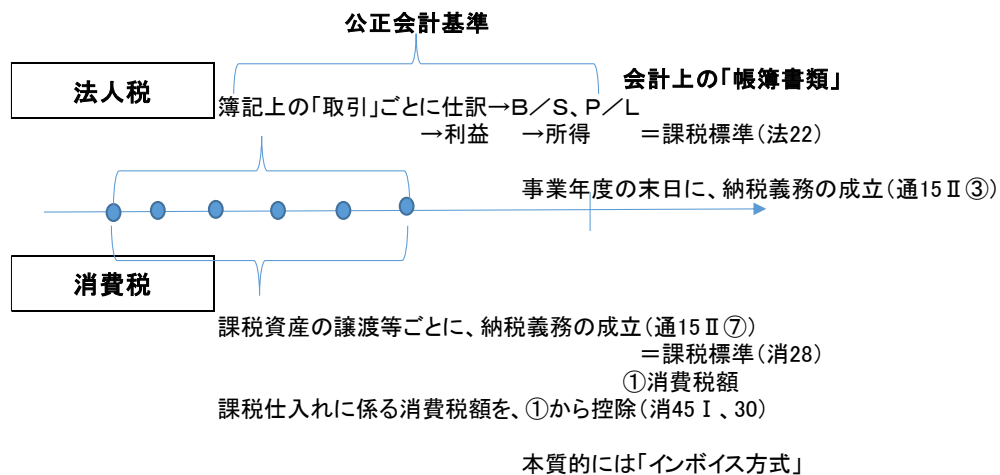 公正会計基準
法人税
会計上の「帳簿書類」
簿記上の「取引」ごとに仕訳→B/S、P/L
→利益 →所得 =課税標準(法22)
事業年度の末日に、納税義務の成立(通15Ⅱ③)
消費税
課税資産の譲渡等ごとに、納税義務の成立(通15Ⅱ⑦)
=課税標準(消28)
①消費税額
課税仕入れに係る消費税額を、①から控除(消45Ⅰ、30)
本質的には「インボイス方式」